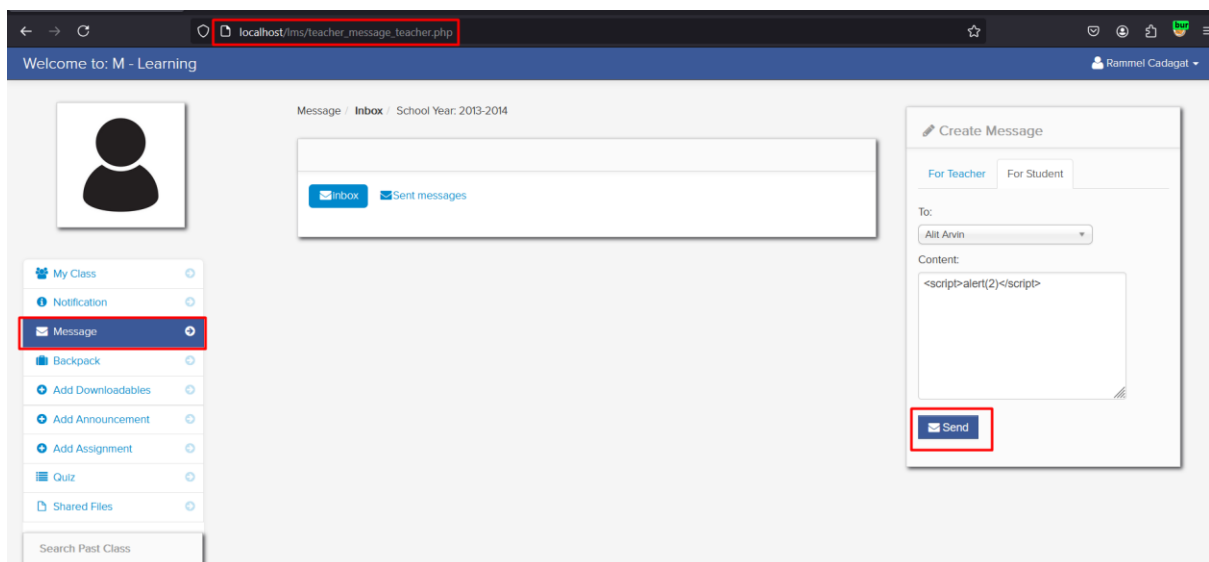 localhost/lms/teacher_message_teacher.php
bur
Welcome to: M - Learning
Rammel Cadagat
Message / Inbox / School Year: 2013-2014
Inbox
Sent messages
My Class
Notification
Message
Backpack
Add Downloadables
Add Announcement
Add Assignment
Quiz
Shared Files
Search Past Class
Create Message
For Teacher
For Student
To:
Alit Arvin
Content:
<script>alert(2)</script>
Send